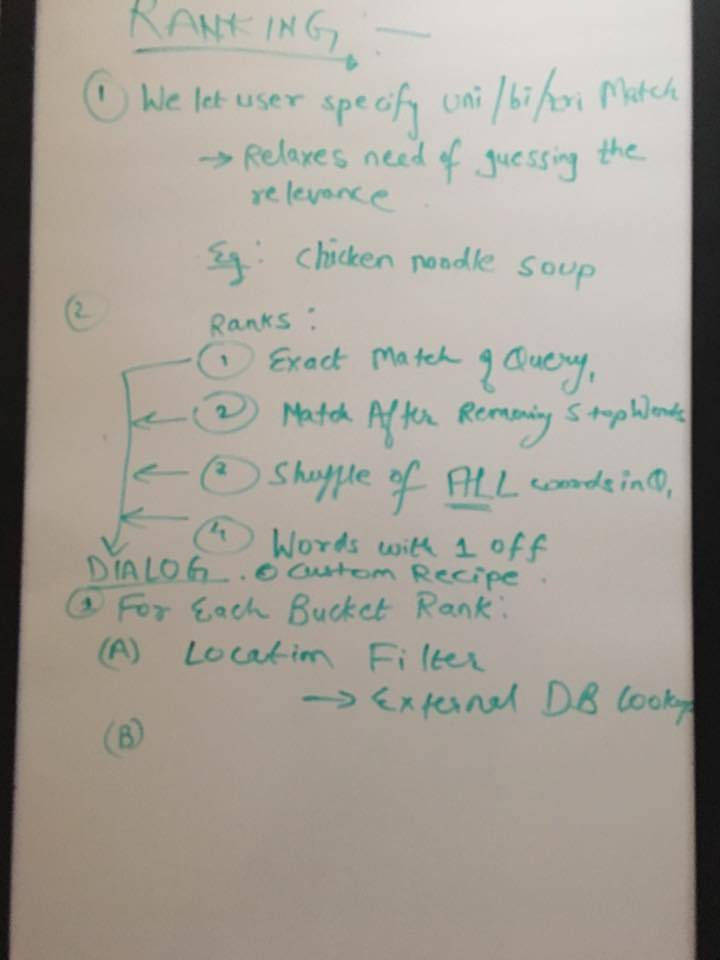 RANKING :—
① We let user specify uni/bi/tri Match
→ Relaxes need of guessing the
relevance.
Eg: Chicken noodle soup
② Ranks:
① Exact Match of Query,
② Match After Removing StopWords
③ Shuffle of ALL words in Q,
④ Words with 1 off
DIALOG. ⊙ Custom Recipe.
③ For Each Bucket Rank:
(A) Location Filter
→ External DB Lookup
(B)